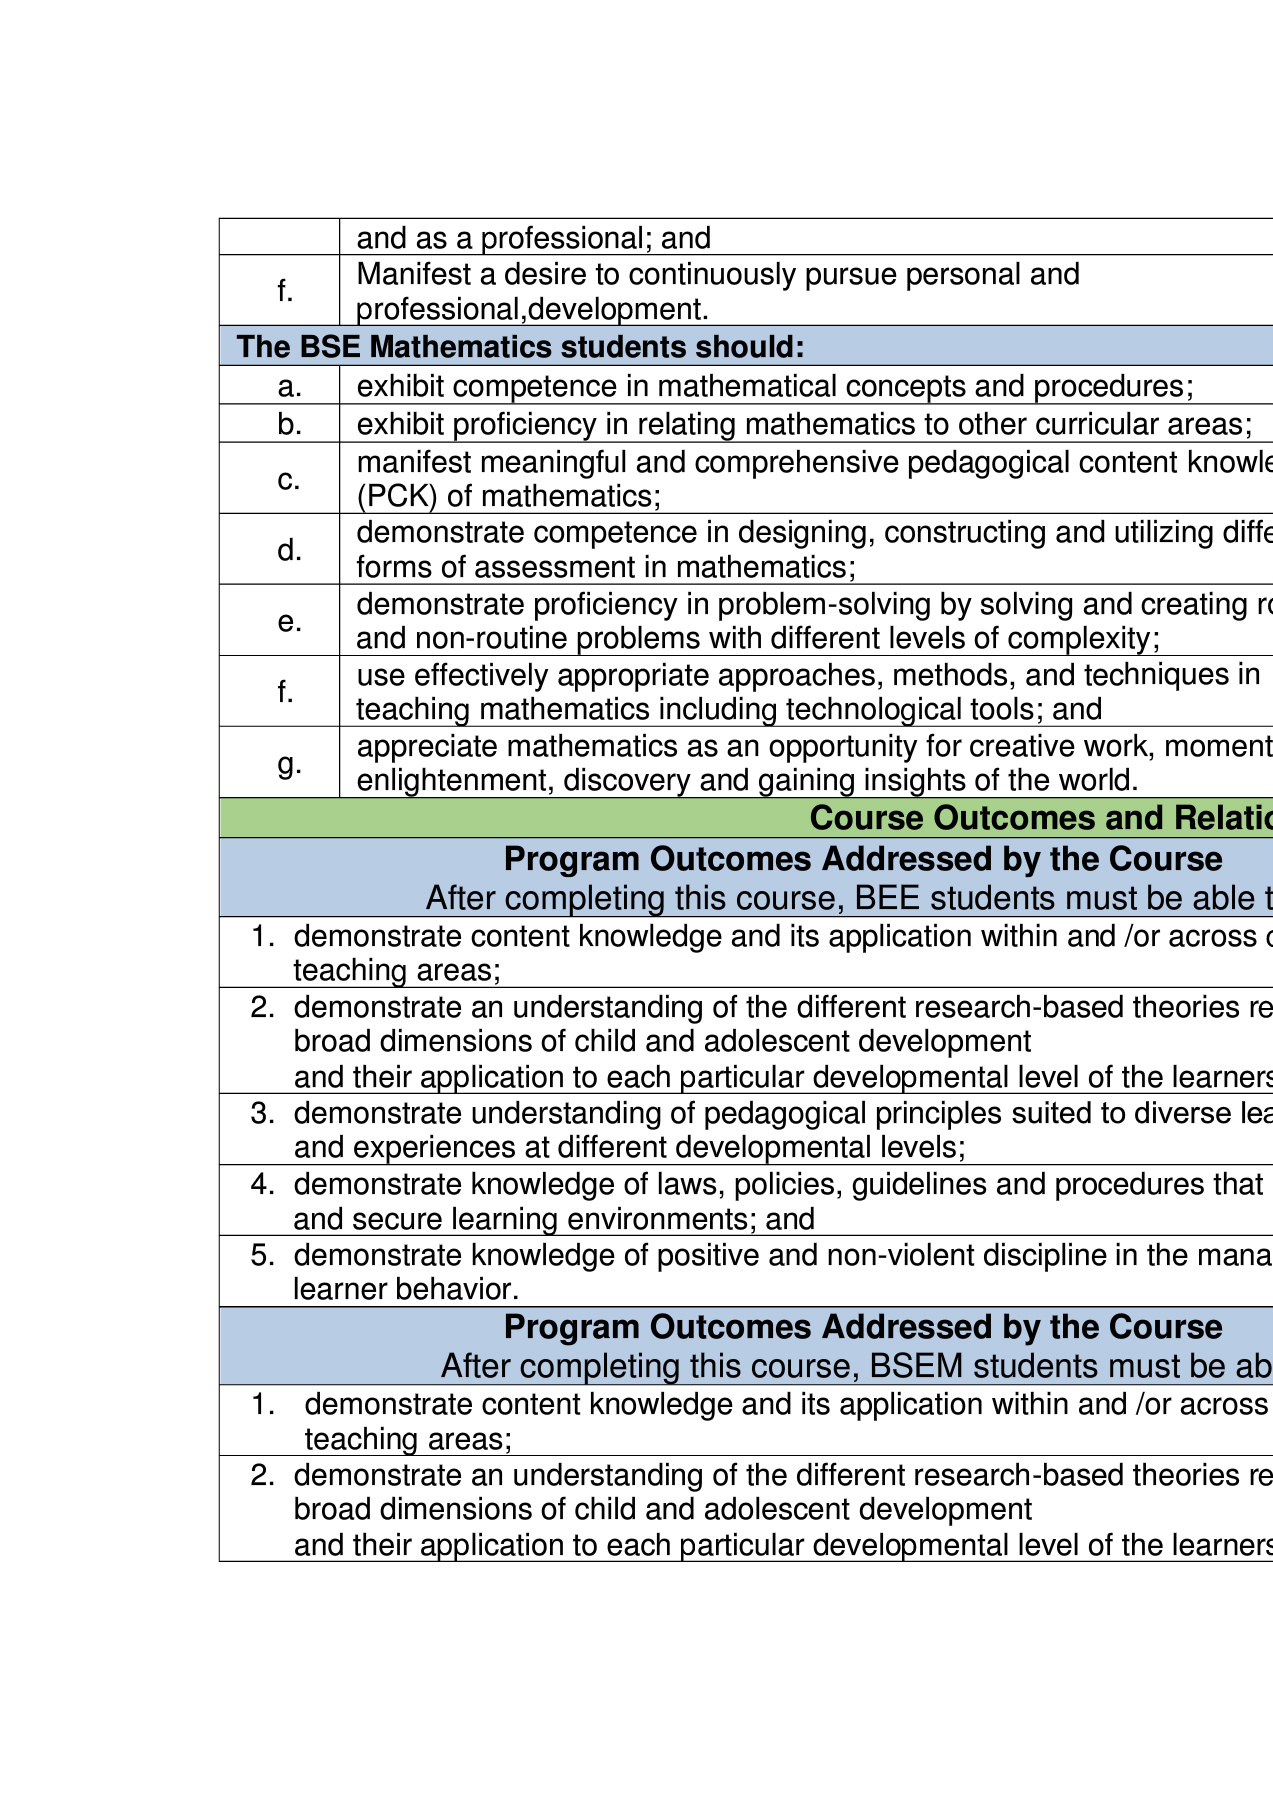 and as a professional; and
f.
Manifest a desire to continuously pursue personal and
professional,development.
The BSE Mathematics students should:
a. exhibit competence in mathematical concepts and procedures;
b. exhibit proficiency in relating mathematics to other curricular areas;
c.
manifest meaningful and comprehensive pedagogical content
(PCK) of mathematics;
d.
demonstrate competence in designing, constructing and utilizing
forms of assessment in mathematics;
e.
demonstrate proficiency in problem-solving by solving and creating
and non-routine problems with different levels of complexity;
f.
use effectively appropriate approaches, methods, and techniques in
teaching mathematics including technological tools; and
g.
appreciate mathematics as an opportunity for creative work, moment
enlightenment, discovery and gaining insights of the world.
Course Outcomes and
Program Outcomes Addressed by the Course
After completing this course, BEE students must be able
1. demonstrate content knowledge and its application within and /or across
teaching areas;
2. demonstrate an understanding of the different research-based theories
broad dimensions of child and adolescent development
and their application to each particular developmental level of the learners
3. demonstrate understanding of pedagogical principles suited to diverse
and experiences at different developmental levels;
4. demonstrate knowledge of laws, policies, guidelines and procedures that
and secure learning environments; and
5. demonstrate knowledge of positive and non-violent discipline in the
learner behavior.
Program Outcomes Addressed by the Course
After completing this course, BSEM students must be
1. demonstrate content knowledge and its application within and /or across
teaching areas;
2. demonstrate an understanding of the different research-based theories
broad dimensions of child and adolescent development
and their application to each particular developmental level of the learners